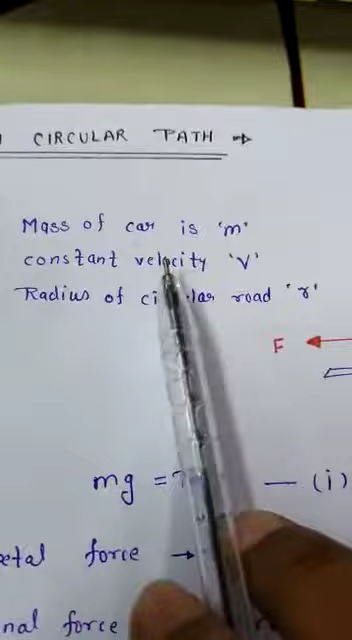 CIRCULAR PATH ⇒
Mass of car is 'm'
constant velocity 'V'
Radius of circular road 'r'
F
mg = — (i)
force →
force